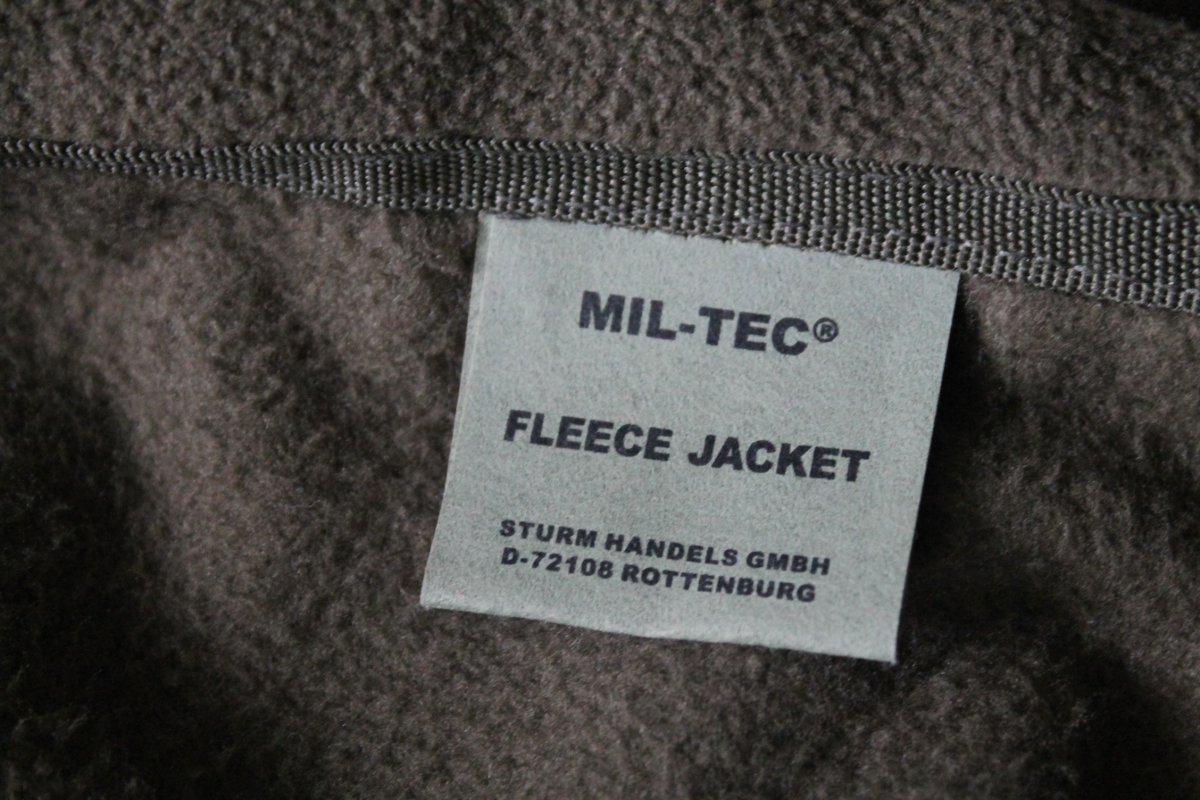 MIL-TEC®
FLEECE JACKET
STURM HANDELS GMBH
D-72108 ROTTENBURG